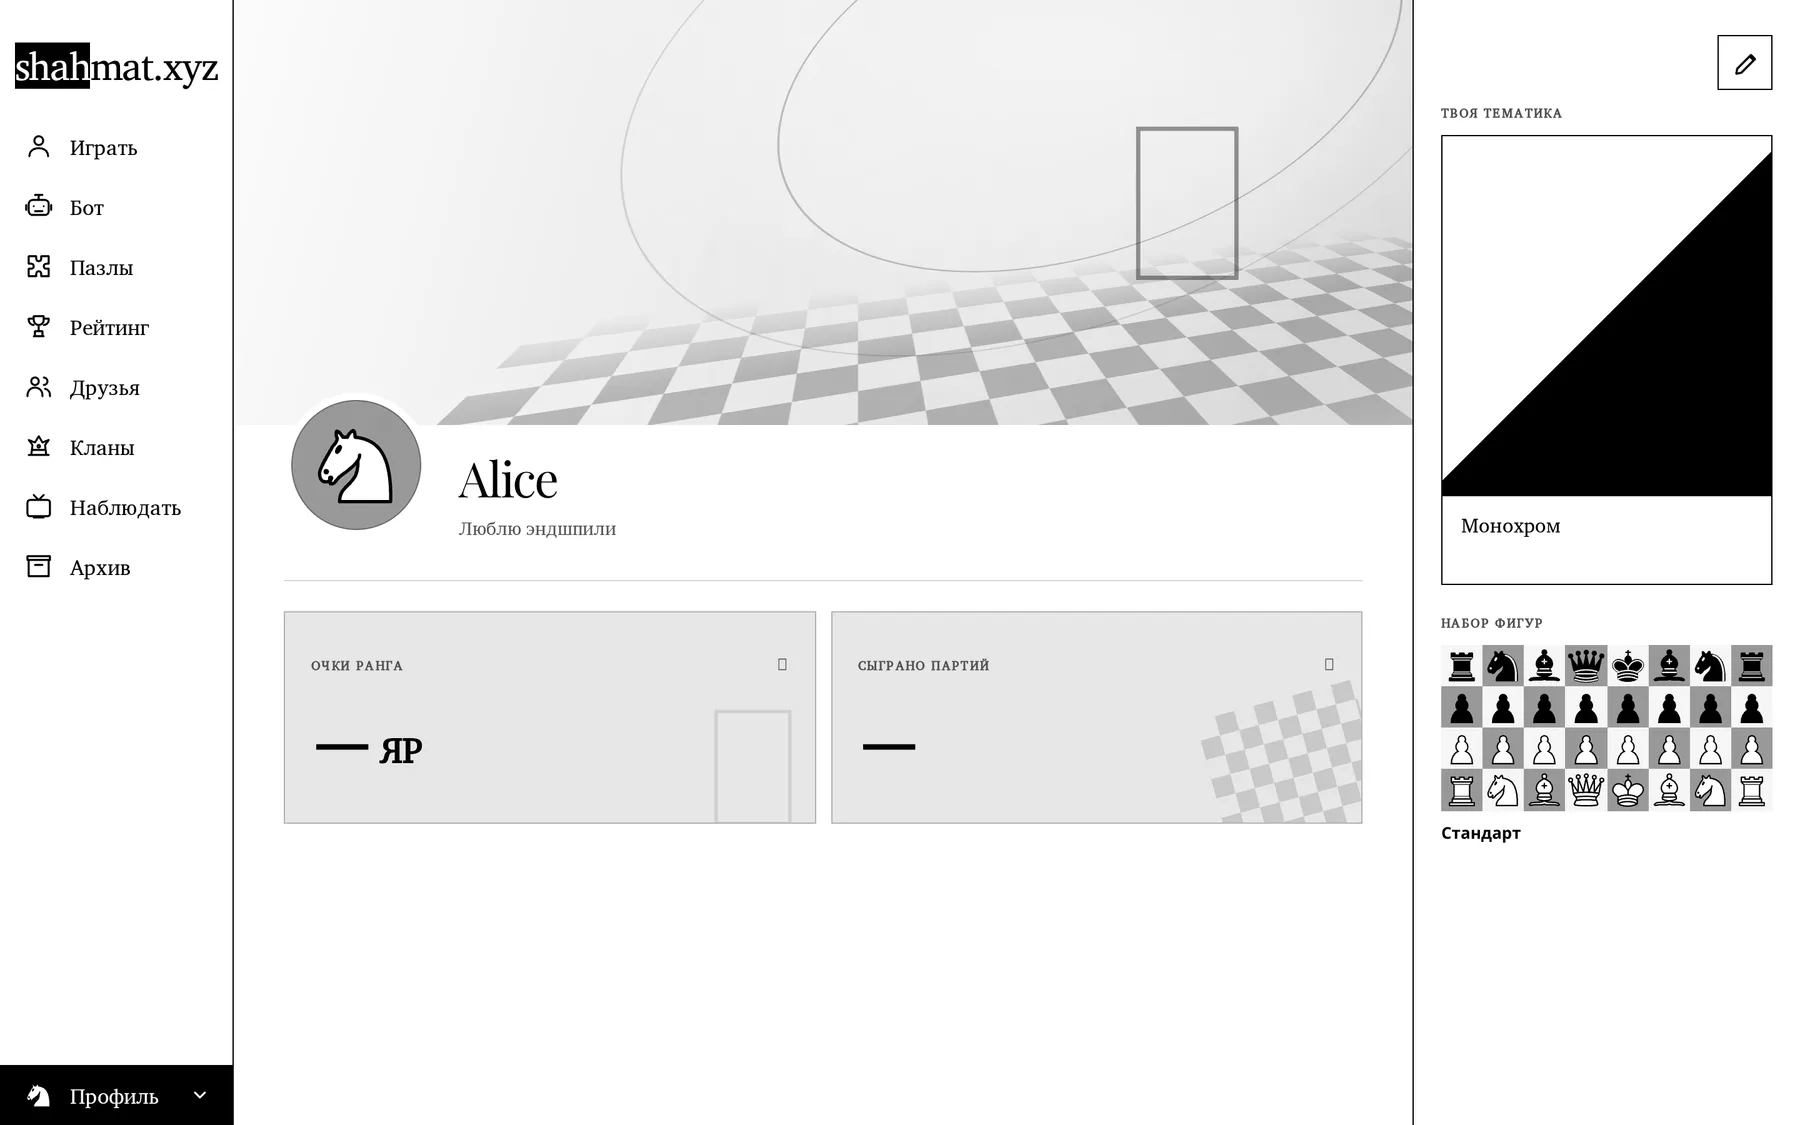 shahmat.xyz
Играть
Бот
Пазлы
Рейтинг
Друзья
Кланы
Наблюдать
Архив
Профиль
Alice
Люблю эндшпили
ОЧКИ РАНГА
— ЯР
СЫГРАНО ПАРТИЙ
—
ТВОЯ ТЕМАТИКА
Монохром
НАБОР ФИГУР
Стандарт